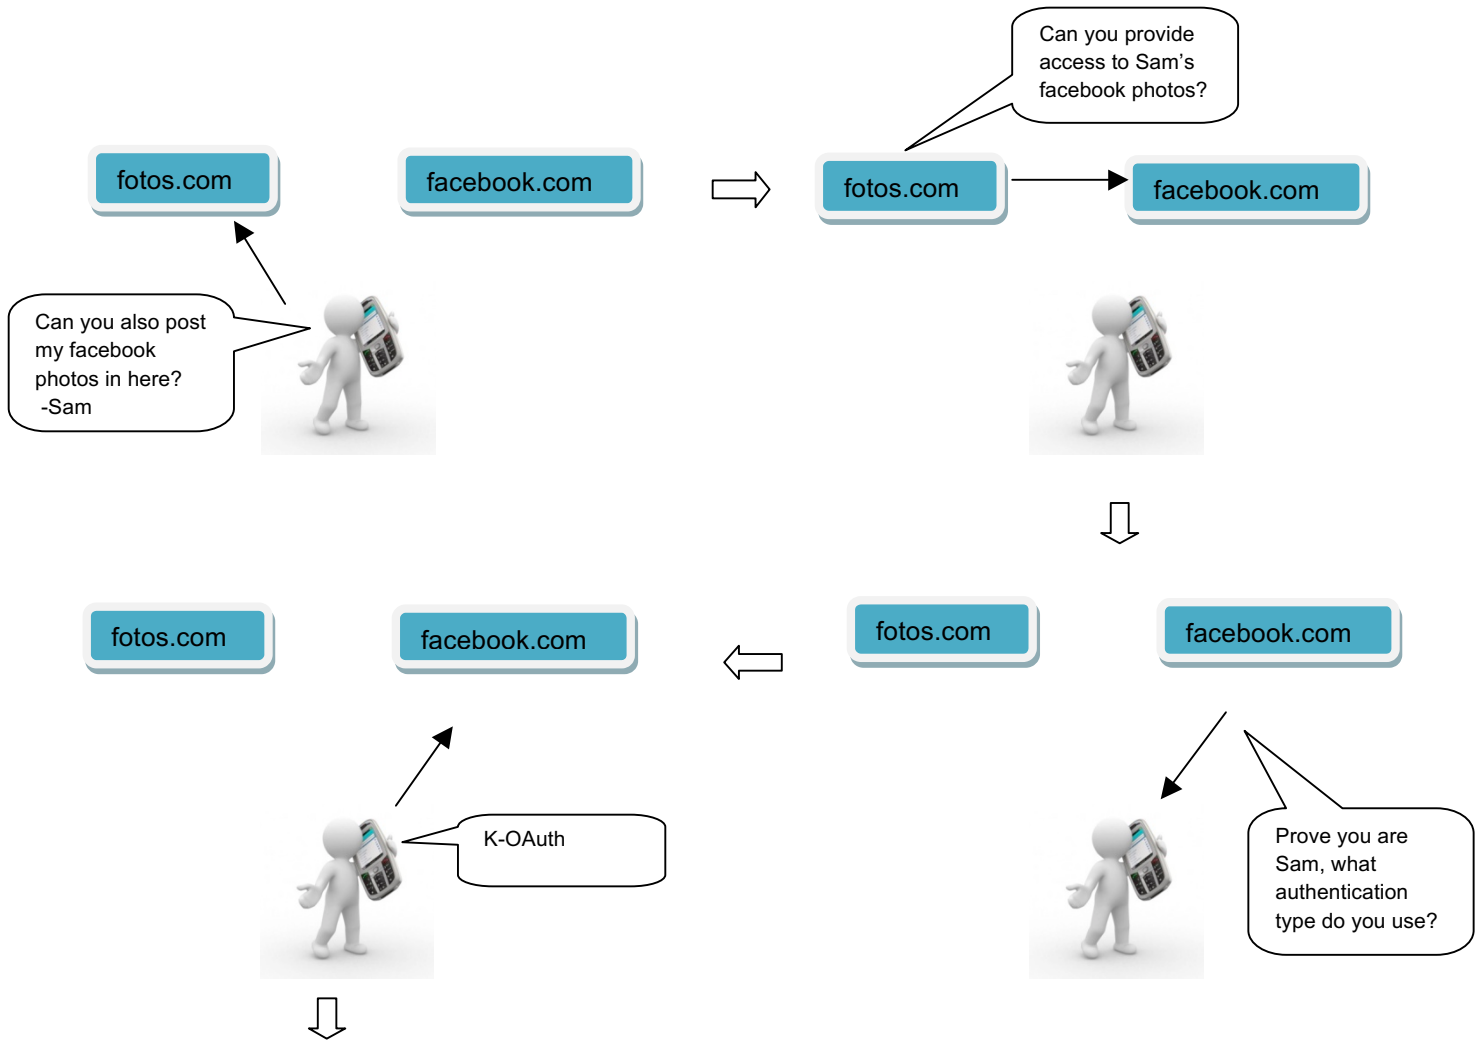 fotos.com
facebook.com
Can you also post
my facebook
photos in here?
-Sam
Can you provide
access to Sam's
facebook photos?
fotos.com
facebook.com
fotos.com
facebook.com
Prove you are
Sam, what
authentication
type do you use?
fotos.com
facebook.com
K-OAuth